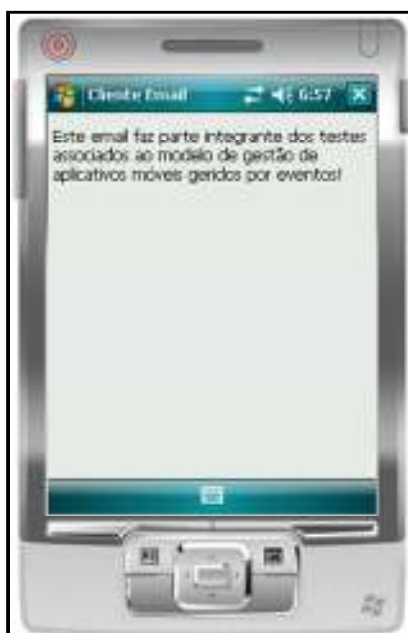 Cliente Email 6:57
Este email faz parte integrante dos testes
associados ao modelo de gestão de
aplicativos móveis geridos por eventos!